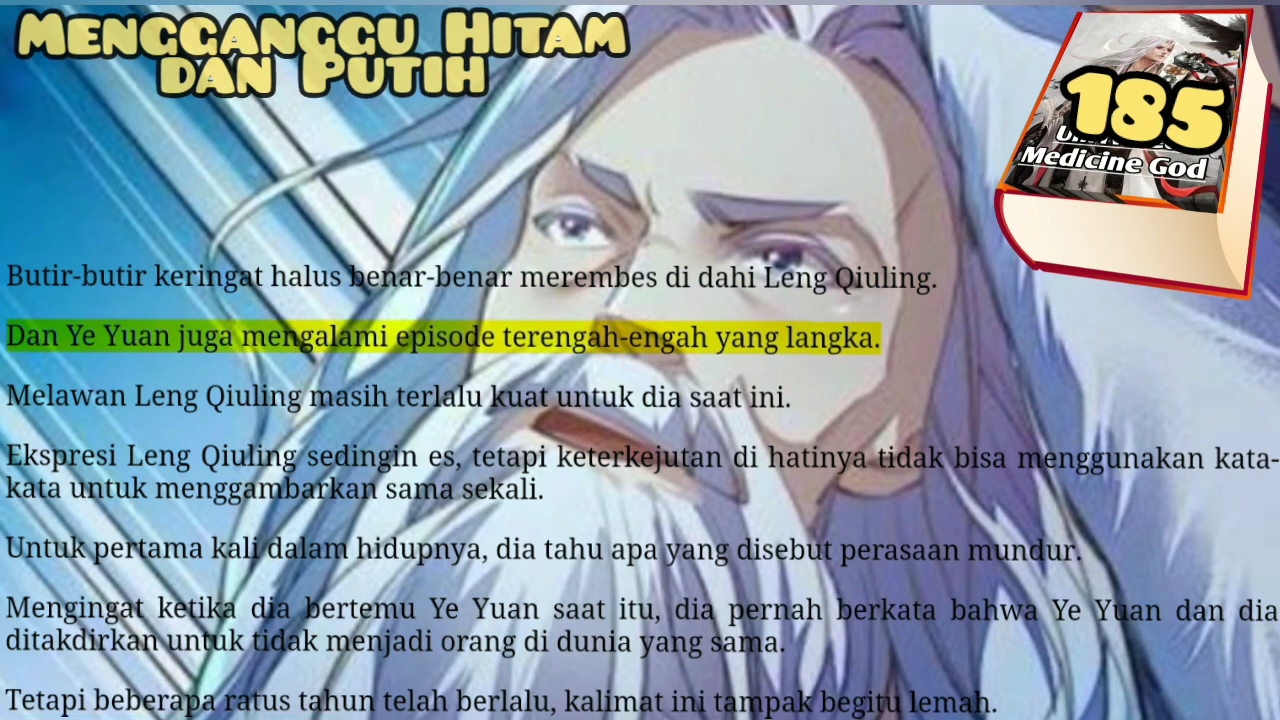 Mengganggu Hitam
dan Putih
185
Medicine God
Butir-butir keringat halus benar-benar merembes di dahi Leng Qiuling.
Dan Ye Yuan juga mengalami episode terengah-engah yang langka.
Melawan Leng Qiuling masih terlalu kuat untuk dia saat ini.
Ekspresi Leng Qiuling sedingin es, tetapi keterkejutan di hatinya tidak bisa menggunakan kata-
kata untuk menggambarkan sama sekali.
Untuk pertama kali dalam hidupnya, dia tahu apa yang disebut perasaan mundur.
Mengingat ketika dia bertemu Ye Yuan saat itu, dia pernah berkata bahwa Ye Yuan dan dia
ditakdirkan untuk tidak menjadi orang di dunia yang sama.
Tetapi beberapa ratus tahun telah berlalu, kalimat ini tampak begitu lemah.